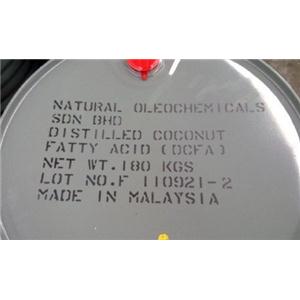 NATURAL OLEOCHEMICALS
SDN BHD
DISTILLED COCONUT
FATTY ACID (DCFA)
NET WT.180 KGS
LOT NO.F 110921-2
MADE IN MALAYSIA